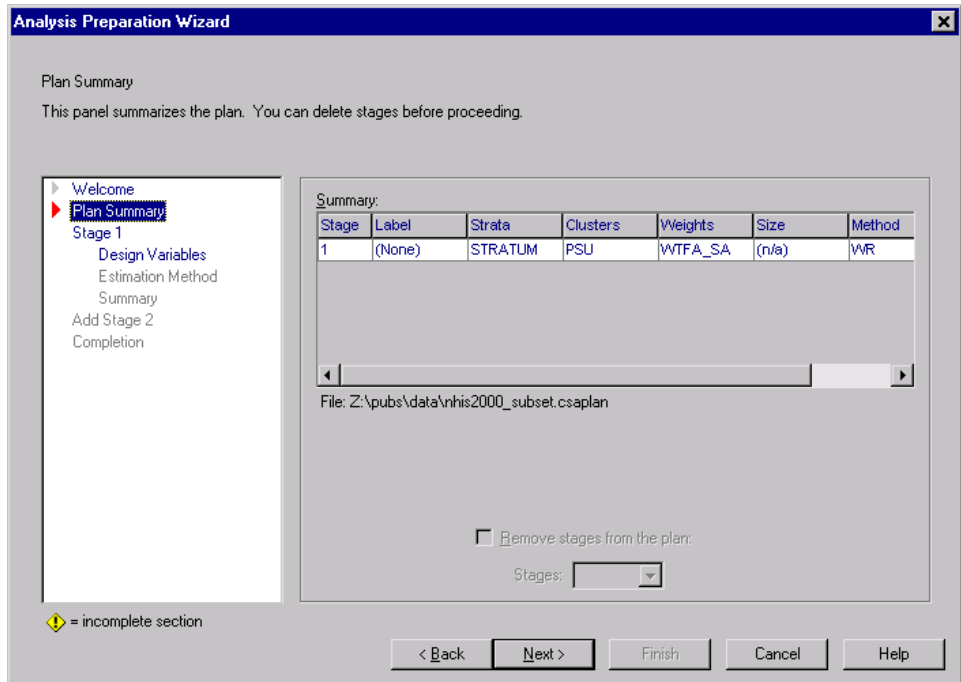 Analysis Preparation Wizard
Plan Summary
This panel summarizes the plan. You can delete stages before proceeding.
Welcome
Plan Summary
Stage 1
Design Variables
Estimation Method
Summary
Add Stage 2
Completion
Summary:
Stage Label Strata Clusters Weights Size Method
1 (None) STRATUM PSU WTFA_SA (n/a) WR
File: Z:\pubs\data\nhis2000_subset.csaplan
Remove stages from the plan:
Stages:
! = incomplete section
< Back Next > Finish Cancel Help